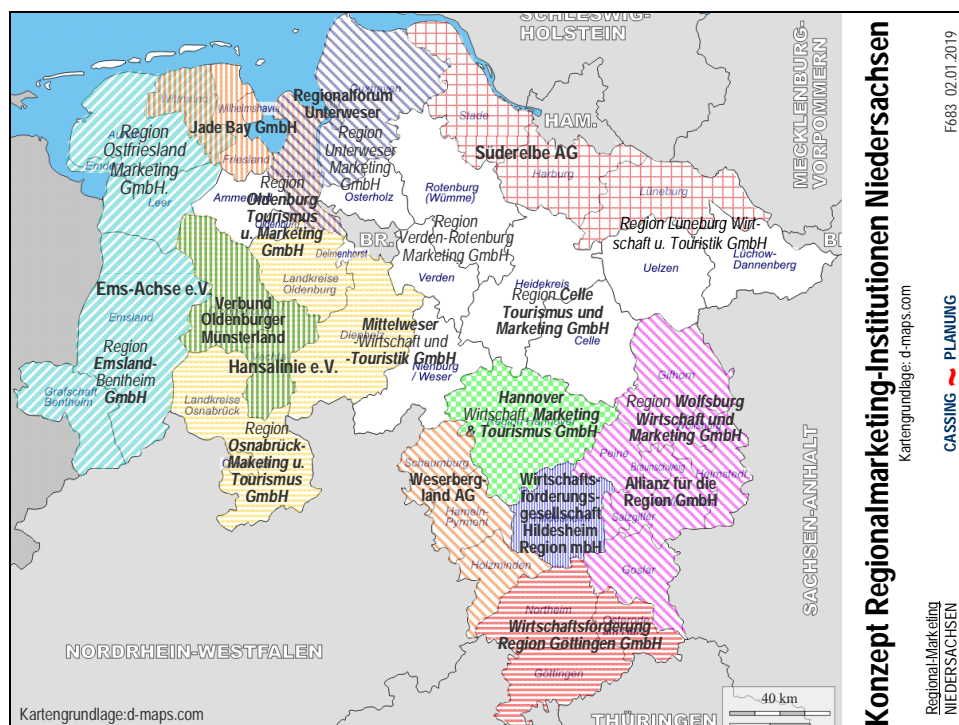 SCHLESWIG-
HOLSTEIN
MECKLENBURG-
VORPOMMERN
HAM.
BR.
Wilhelmshaven
Jade Bay GmbH
Friesland
Regionalforum
Unterweser
Region
Unterweser
Marketing
GmbH
Osterholz
Stade
Süderelbe AG
Harburg
Lüneburg
Region
Ostfriesland
Marketing
GmbH.
Leer
Region
Oldenburg
Tourismus
u. Marketing
GmbH
Delmenhorst
Landkreise
Oldenburg
Rotenburg
(Wümme)
Region
Verden-Rotenburg
Marketing GmbH
Verden
Region Lüneburg Wirt-
schaft u. Touristik GmbH
Uelzen
Lüchow-
Dannenberg
Heidekreis
Region Celle
Tourismus und
Marketing GmbH
Celle
Ems-Achse e.V.
Emsland
Region
Emsland-
Bentheim
GmbH
Grafschaft
Bentheim
Verbund
Oldenburger
Münsterland
Hansalinie e.V.
Diepholz
Mittelweser
-Wirtschaft und
-Touristik GmbH
Nienburg
/ Weser
Landkreise
Osnabrück
Region
Osnabrück-
Maketing u.
Tourismus
GmbH
Hannover
Wirtschaft, Marketing
& Tourismus GmbH
Gifhorn
Region Wolfsburg
Wirtschaft und
Marketing GmbH
Peine
Braunschweig
Helmstedt
Allianz für die
Region GmbH
Salzgitter
Goslar
Schaumburg
Weserberg-
land AG
Hameln-
Pyrmont
Holzminden
Wirtschafts-
förderungs-
gesellschaft
Hildesheim
Region mbH
Northeim
Wirtschaftsförderung
Region Göttingen GmbH
Göttingen
NORDRHEIN-WESTFALEN
SACHSEN-ANHALT
THÜRINGEN
40 km
Kartengrundlage:d-maps.com
Konzept Regionalmarketing-Institutionen Niedersachsen
Kartengrundlage: d-maps.com
Regional-Marketing
NIEDERSACHSEN
CASSING ~ PLANUNG
F683 02.01.2019